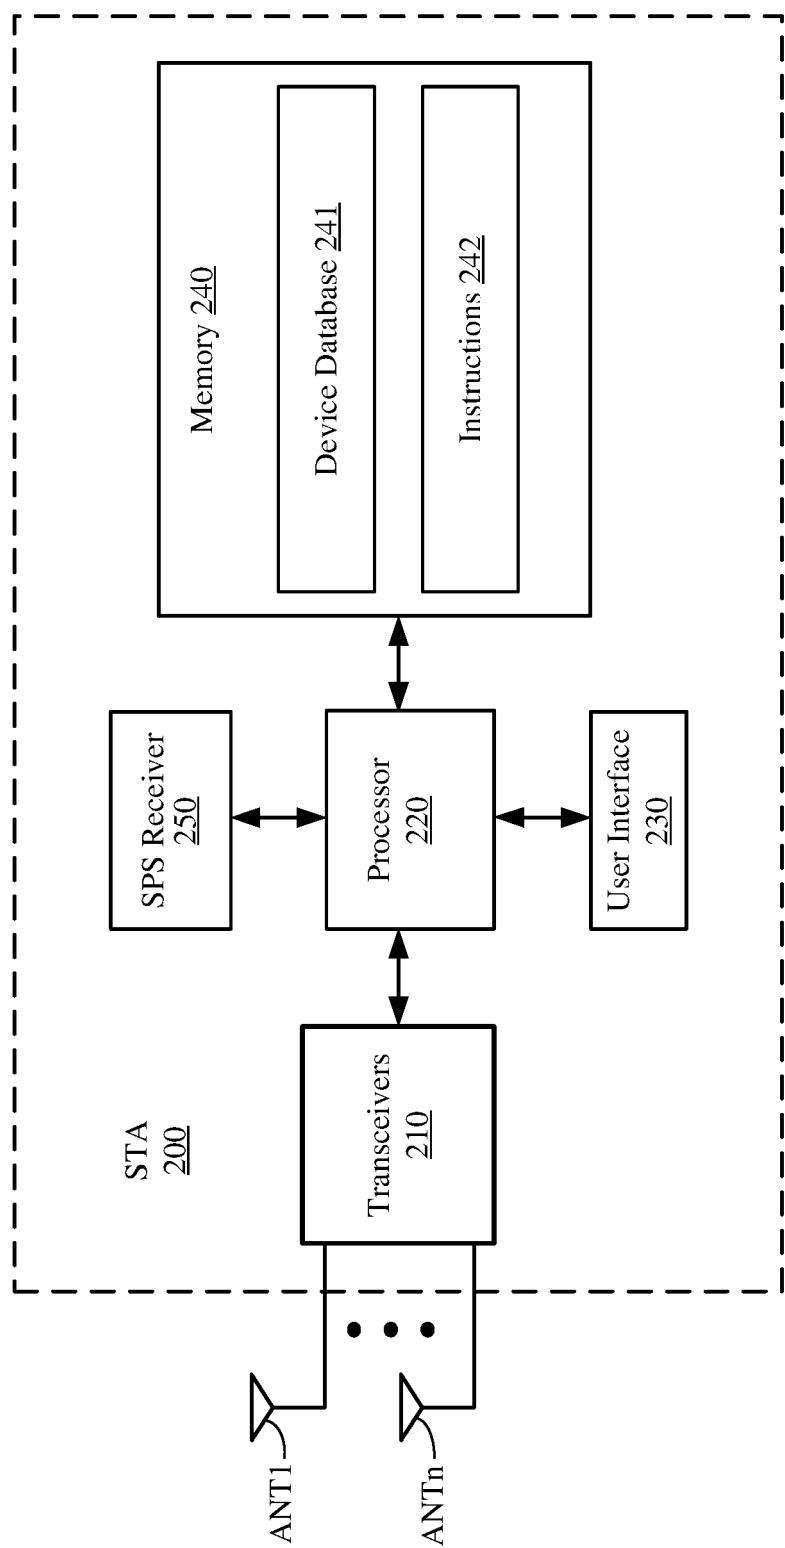 STA
200
ANT1
ANTn
Transceivers
210
SPS Receiver
250
Processor
220
User Interface
230
Memory 240
Device Database 241
Instructions 242